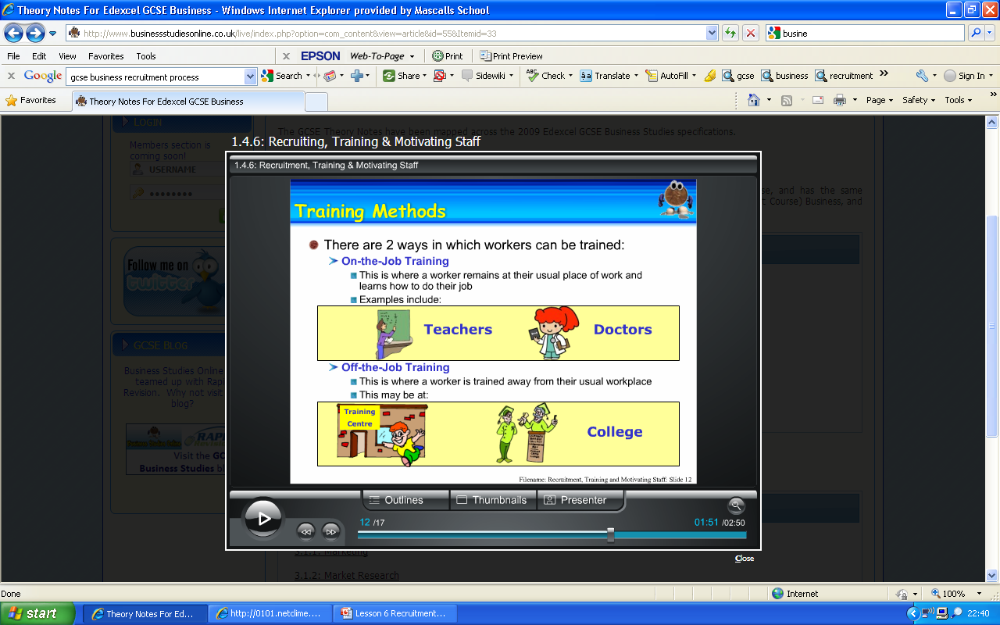 Theory Notes For Edexcel GCSE Business - Windows Internet Explorer provided by Mascalls School
http://www.businessstudiesonline.co.uk/live/index.php?option=com_content&view=article&id=55&Itemid=33
busine
File Edit View Favorites Tools X EPSON Web-To-Page Print Print Preview
X Google gcse business recruitment process Search Share Sidewiki ABC Check Translate AutoFill gcse business recruitment Sign In
Favorites Theory Notes For Edexcel GCSE Business Page Safety Tools
LOGIN
Members section is
coming soon!
USERNAME
The GCSE Theory Notes have been mapped across the 2009 Edexcel GCSE Business Studies specifications.
1.4.6: Recruiting, Training & Motivating Staff
1.4.6: Recruitment, Training & Motivating Staff
and has the same
Course) Business, and
Training Methods
There are 2 ways in which workers can be trained:
On-the-Job Training
This is where a worker remains at their usual place of work and
learns how to do their job
Examples include:
Teachers Doctors
Off-the-Job Training
This is where a worker is trained away from their usual workplace
This may be at:
Training
Centre
College
Filename: Recruitment, Training and Motivating Staff: Slide 12
Follow me on
twitter
GCSE BLOG
Business Studies Online
teamed up with
Revision. Why not visit
blog?
Business Studies Online
Visit the
Business Studies
Outlines Thumbnails Presenter
12 /17 01:51 /02:50
Close
3.1.1: Marketing
3.1.2: Market Research
Done Internet 100%
start Theory Notes For Ed... http://0101.netclime.... Lesson 6 Recruitment... 22:40